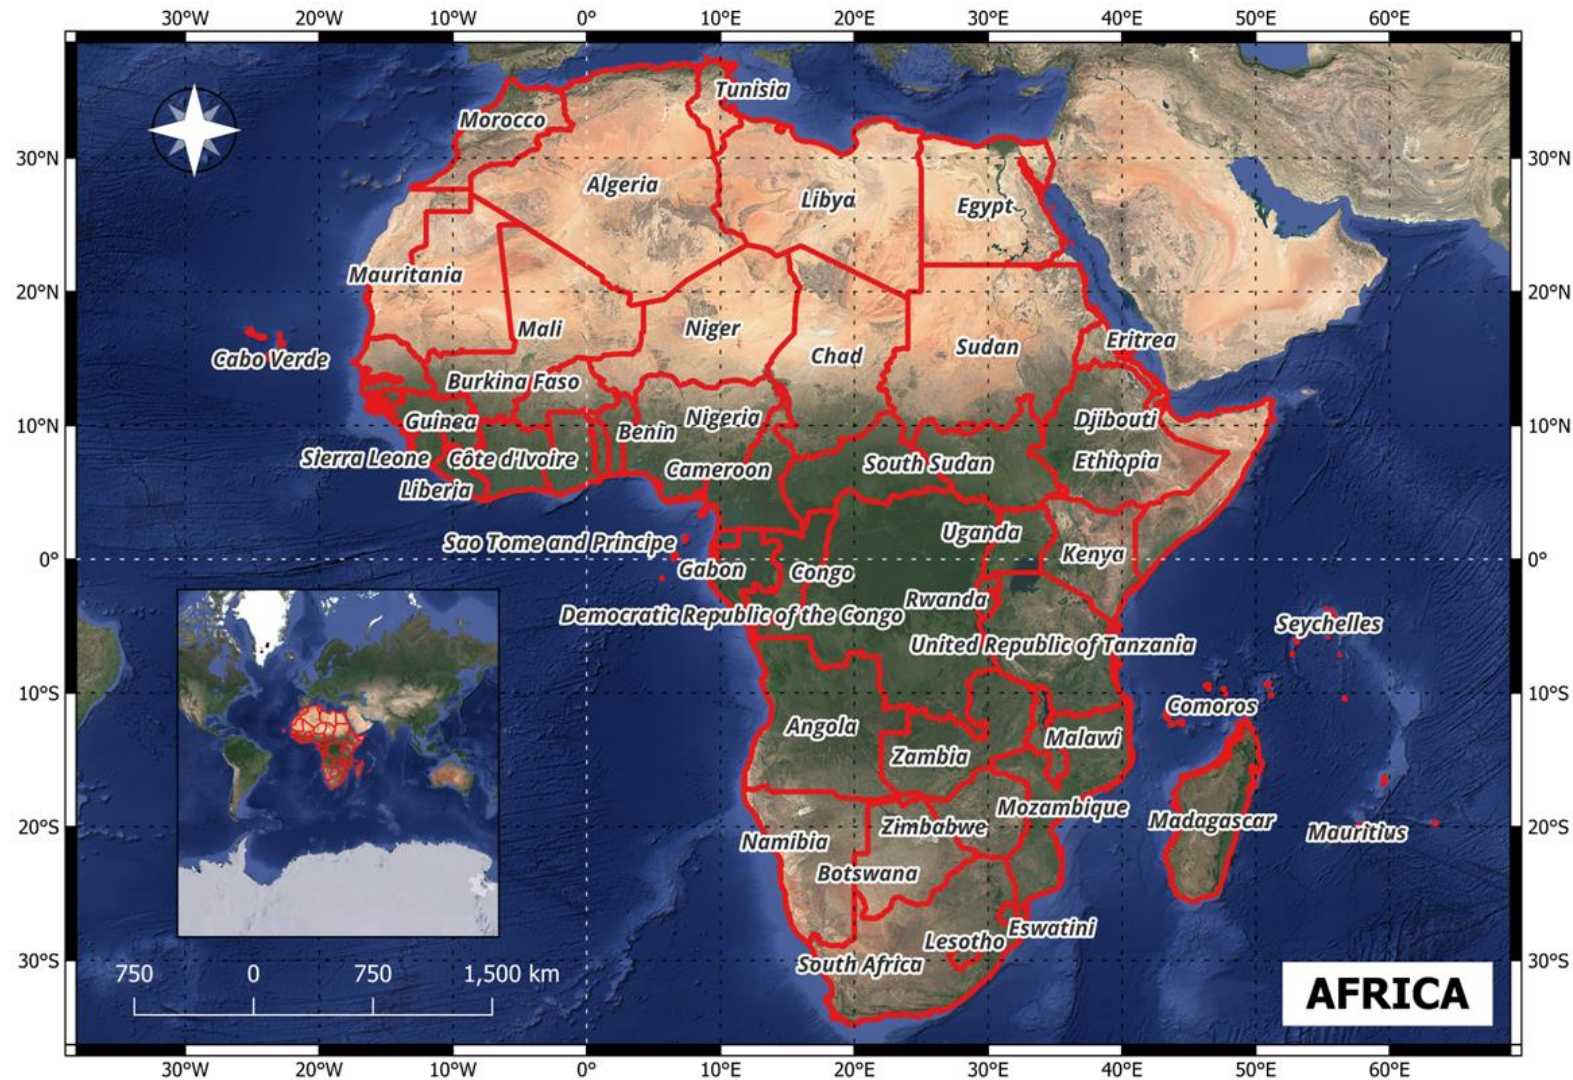 30°W 20°W 10°W 0° 10°E 20°E 30°E 40°E 50°E 60°E
Tunisia
Morocco
30°N 30°N
Algeria
Libya
Egypt
Mauritania
20°N 20°N
Mali
Niger
Chad
Sudan
Eritrea
Cabo Verde
Burkina Faso
Guinea
Nigeria
Djibouti
10°N 10°N
Benin
Sierra Leone
Côte d'Ivoire
Cameroon
South Sudan
Ethiopia
Liberia
Uganda
Sao Tome and Principe
Kenya
0° 0°
Gabon
Congo
Rwanda
Democratic Republic of the Congo
Seychelles
United Republic of Tanzania
10°S 10°S
Comoros
Angola
Malawi
Zambia
Mozambique
Madagascar
20°S 20°S
Zimbabwe
Mauritius
Namibia
Botswana
Eswatini
Lesotho
30°S 30°S
South Africa
750 0 750 1,500 km
AFRICA
30°W 20°W 10°W 0° 10°E 20°E 30°E 40°E 50°E 60°E